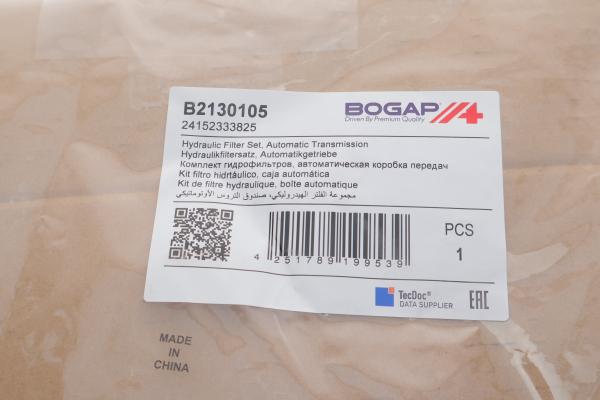 B2130105
24152333825
BOGAP
Driven By Premium Quality
Hydraulic Filter Set, Automatic Transmission
Hydraulikfiltersatz, Automatikgetriebe
Комплект гидрофильтров, автоматическая коробка передач
Kit filtro hidrtáulico, caja automática
Kit de filtre hydraulique, boîte automatique
مجموعة الفلتر الهيدروليكي، صندوق التروس الأوتوماتيكي
PCS
1
4 251789 199539
TecDoc®
DATA SUPPLIER
EAC
MADE
IN
CHINA